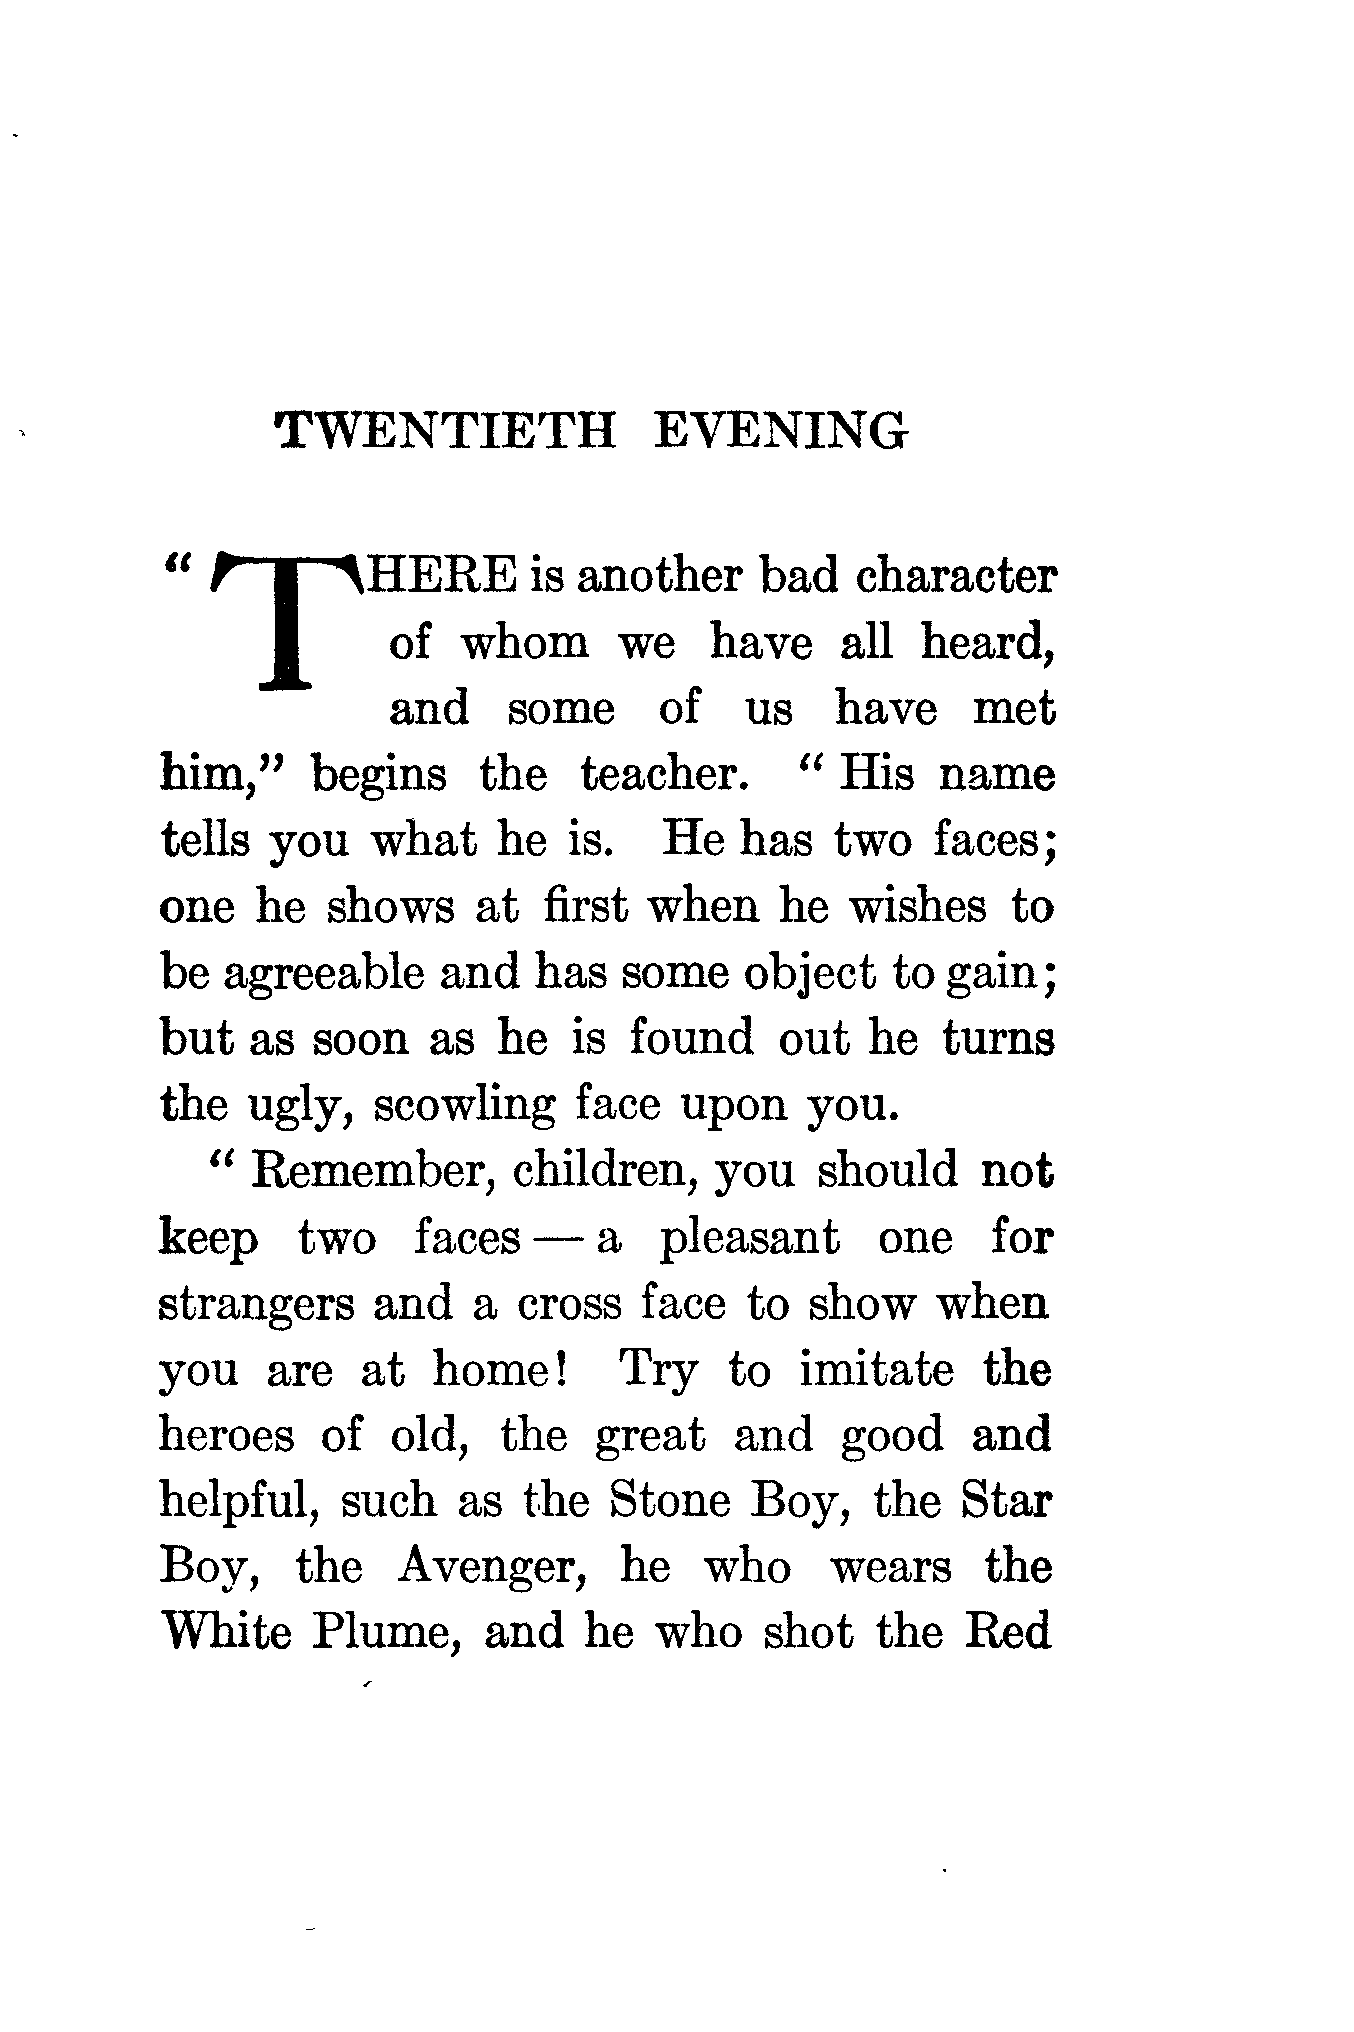 TWENTIETH EVENING
“ THERE is another bad character
of whom we have all heard,
and some of us have met
him,” begins the teacher. “ His name
tells you what he is. He has two faces;
one he shows at first when he wishes to
be agreeable and has some object to gain;
but as soon as he is found out he turns
the ugly, scowling face upon you.
“ Remember, children, you should not
keep two faces — a pleasant one for
strangers and a cross face to show when
you are at home! Try to imitate the
heroes of old, the great and good and
helpful, such as the Stone Boy, the Star
Boy, the Avenger, he who wears the
White Plume, and he who shot the Red